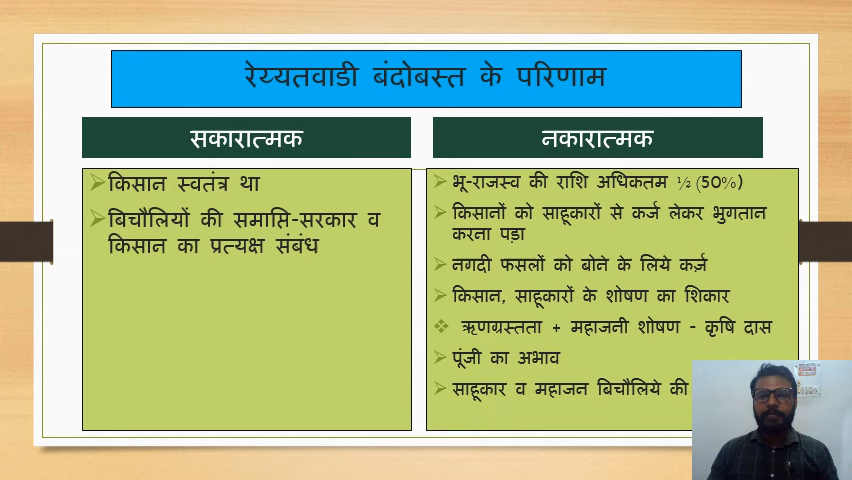 रेय्यतवाडी बंदोबस्त के परिणाम
सकारात्मक
किसान स्वतंत्र था
बिचौलियों की समाप्ति-सरकार व
किसान का प्रत्यक्ष संबंध
नकारात्मक
भू-राजस्व की राशि अधिकतम ½ (50%)
किसानों को साहूकारों से कर्ज लेकर भुगतान
करना पड़ा
नगदी फसलों को बोने के लिये कर्ज़
किसान, साहूकारों के शोषण का शिकार
ऋणग्रस्तता + महाजनी शोषण - कृषि दास
पूंजी का अभाव
साहूकार व महाजन बिचौलिये की